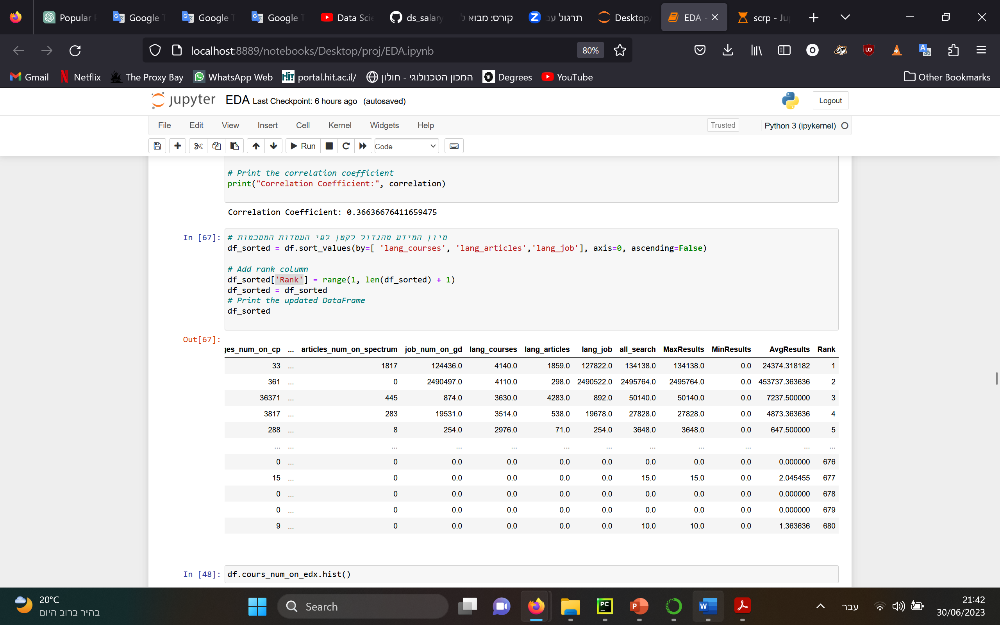 Popular Google Google Google Data Scie ds_salary קורס: מבוא ל תרגול Desktop/ EDA - scrp - Ju
localhost:8889/notebooks/Desktop/proj/EDA.ipynb 80%
Gmail Netflix The Proxy Bay WhatsApp Web portal.hit.ac.il/ המכון הטכנולוגי - חולון Degrees YouTube Other Bookmarks
jupyter EDA Last Checkpoint: 6 hours ago (autosaved) Logout
File Edit View Insert Cell Kernel Widgets Help Trusted Python 3 (ipykernel)
Run Code
# Print the correlation coefficient
print("Correlation Coefficient:", correlation)
Correlation Coefficient: 0.36636676411659475
In [67]: # מיון המידע מהגדול לקטן לפי העמדות המסכמות
df_sorted = df.sort_values(by=[ 'lang_courses', 'lang_articles','lang_job'], axis=0, ascending=False)
# Add rank column
df_sorted['Rank'] = range(1, len(df_sorted) + 1)
df_sorted = df_sorted
# Print the updated DataFrame
df_sorted
Out[67]:
ges_num_on_cp ... articles_num_on_spectrum job_num_on_gd lang_courses lang_articles lang_job all_search MaxResults MinResults AvgResults Rank
33 ... 1817 124436.0 4140.0 1859.0 127822.0 134138.0 134138.0 0.0 24374.318182 1
361 ... 0 2490497.0 4110.0 298.0 2490522.0 2495764.0 2495764.0 0.0 453737.363636 2
36371 ... 445 874.0 3630.0 4283.0 892.0 50140.0 50140.0 0.0 7237.500000 3
3817 ... 283 19531.0 3514.0 538.0 19678.0 27828.0 27828.0 0.0 4873.363636 4
288 ... 8 254.0 2976.0 71.0 254.0 3648.0 3648.0 0.0 647.500000 5
... ... ... ... ... ... ... ... ... ... ... ...
0 ... 0 0.0 0.0 0.0 0.0 0.0 0.0 0.0 0.000000 676
15 ... 0 0.0 0.0 0.0 0.0 15.0 15.0 0.0 2.045455 677
0 ... 0 0.0 0.0 0.0 0.0 0.0 0.0 0.0 0.000000 678
0 ... 0 0.0 0.0 0.0 0.0 0.0 0.0 0.0 0.000000 679
9 ... 0 0.0 0.0 0.0 0.0 10.0 10.0 0.0 1.363636 680
In [48]: df.cours_num_on_edx.hist()
20°C
בהיר ברוב היום
Search
עבר
21:42
30/06/2023